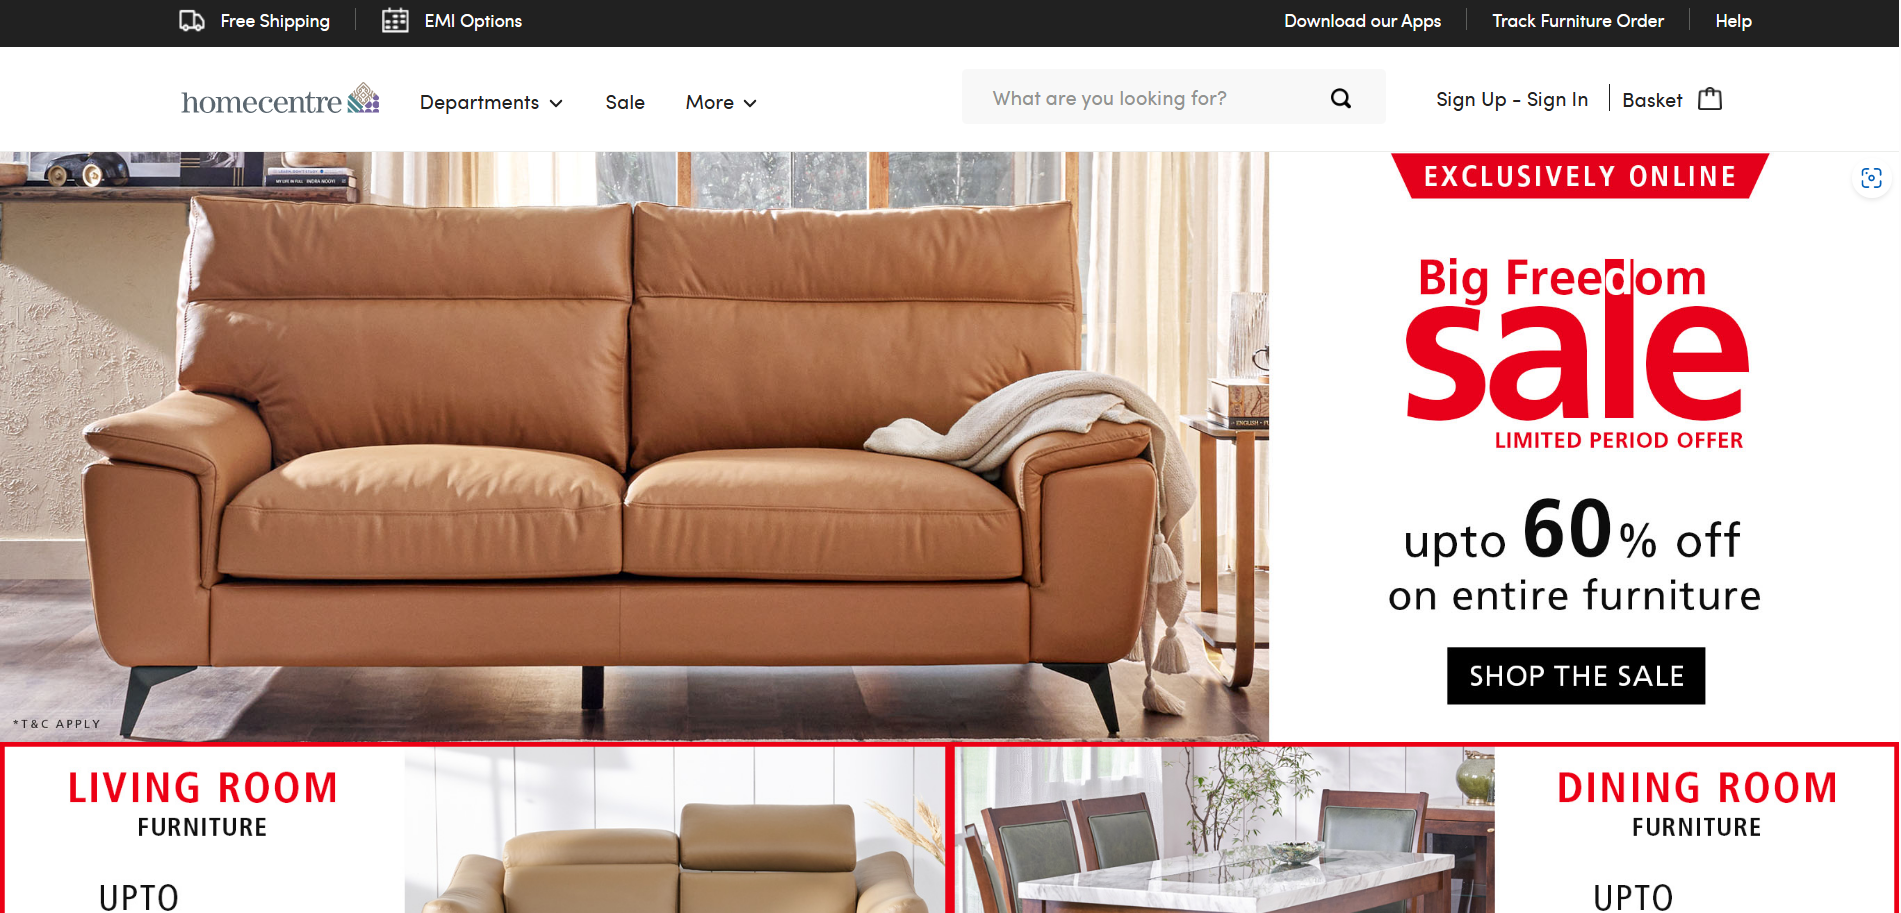 Free Shipping
EMI Options
Download our Apps
Track Furniture Order
Help
homecentre
Departments
Sale
More
What are you looking for?
Sign Up - Sign In
Basket
EXCLUSIVELY ONLINE
Big Freedom
sale
LIMITED PERIOD OFFER
upto 60% off
on entire furniture
SHOP THE SALE
*T&C APPLY
LIVING ROOM
FURNITURE
UPTO
DINING ROOM
FURNITURE
UPTO